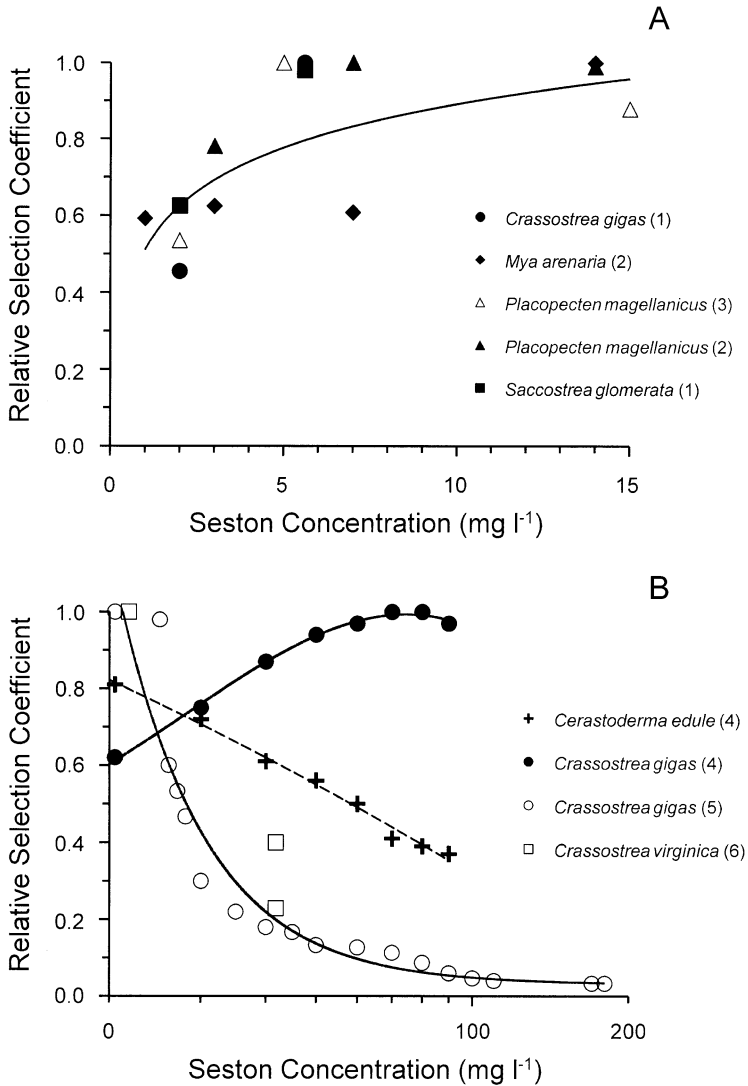 A
1.0
0.8
0.6
0.4
0.2
0.0
Relative Selection Coefficient
Crassostrea gigas (1)
Mya arenaria (2)
Placopecten magellanicus (3)
Placopecten magellanicus (2)
Saccostrea glomerata (1)
0 5 10 15
Seston Concentration (mg l⁻¹)
B
1.0
0.8
0.6
0.4
0.2
0.0
Relative Selection Coefficient
Cerastoderma edule (4)
Crassostrea gigas (4)
Crassostrea gigas (5)
Crassostrea virginica (6)
0 100 200
Seston Concentration (mg l⁻¹)